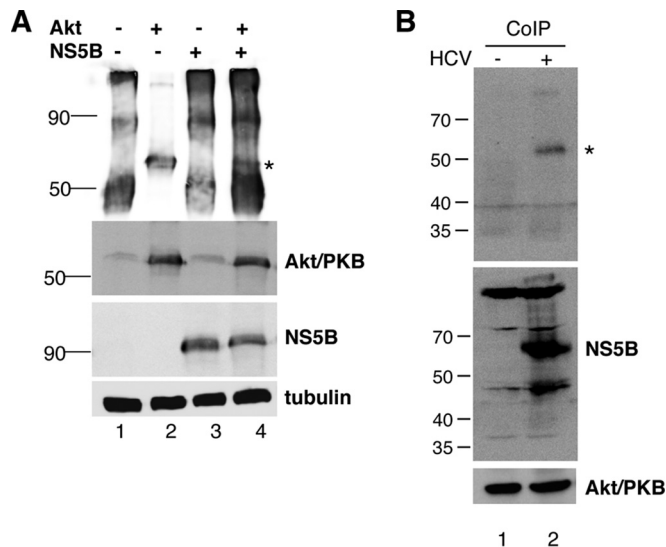 A
Akt - + - +
NS5B - - + +
90
50
*
50
Akt/PKB
90
NS5B
tubulin
1 2 3 4
B
CoIP
HCV - +
70
50
40
35
*
70
50
40
35
NS5B
Akt/PKB
1 2